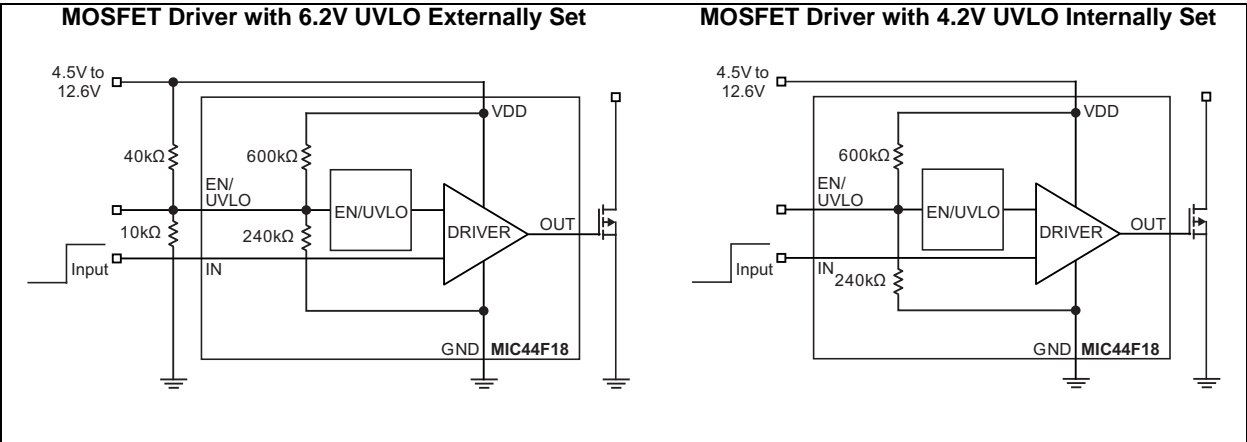 MOSFET Driver with 6.2V UVLO Externally Set
4.5V to
12.6V
VDD
40kΩ
600kΩ
EN/
UVLO
EN/UVLO
10kΩ
240kΩ
DRIVER
OUT
Input
IN
GND
MIC44F18
MOSFET Driver with 4.2V UVLO Internally Set
4.5V to
12.6V
VDD
600kΩ
EN/
UVLO
EN/UVLO
DRIVER
OUT
Input
IN
240kΩ
GND
MIC44F18